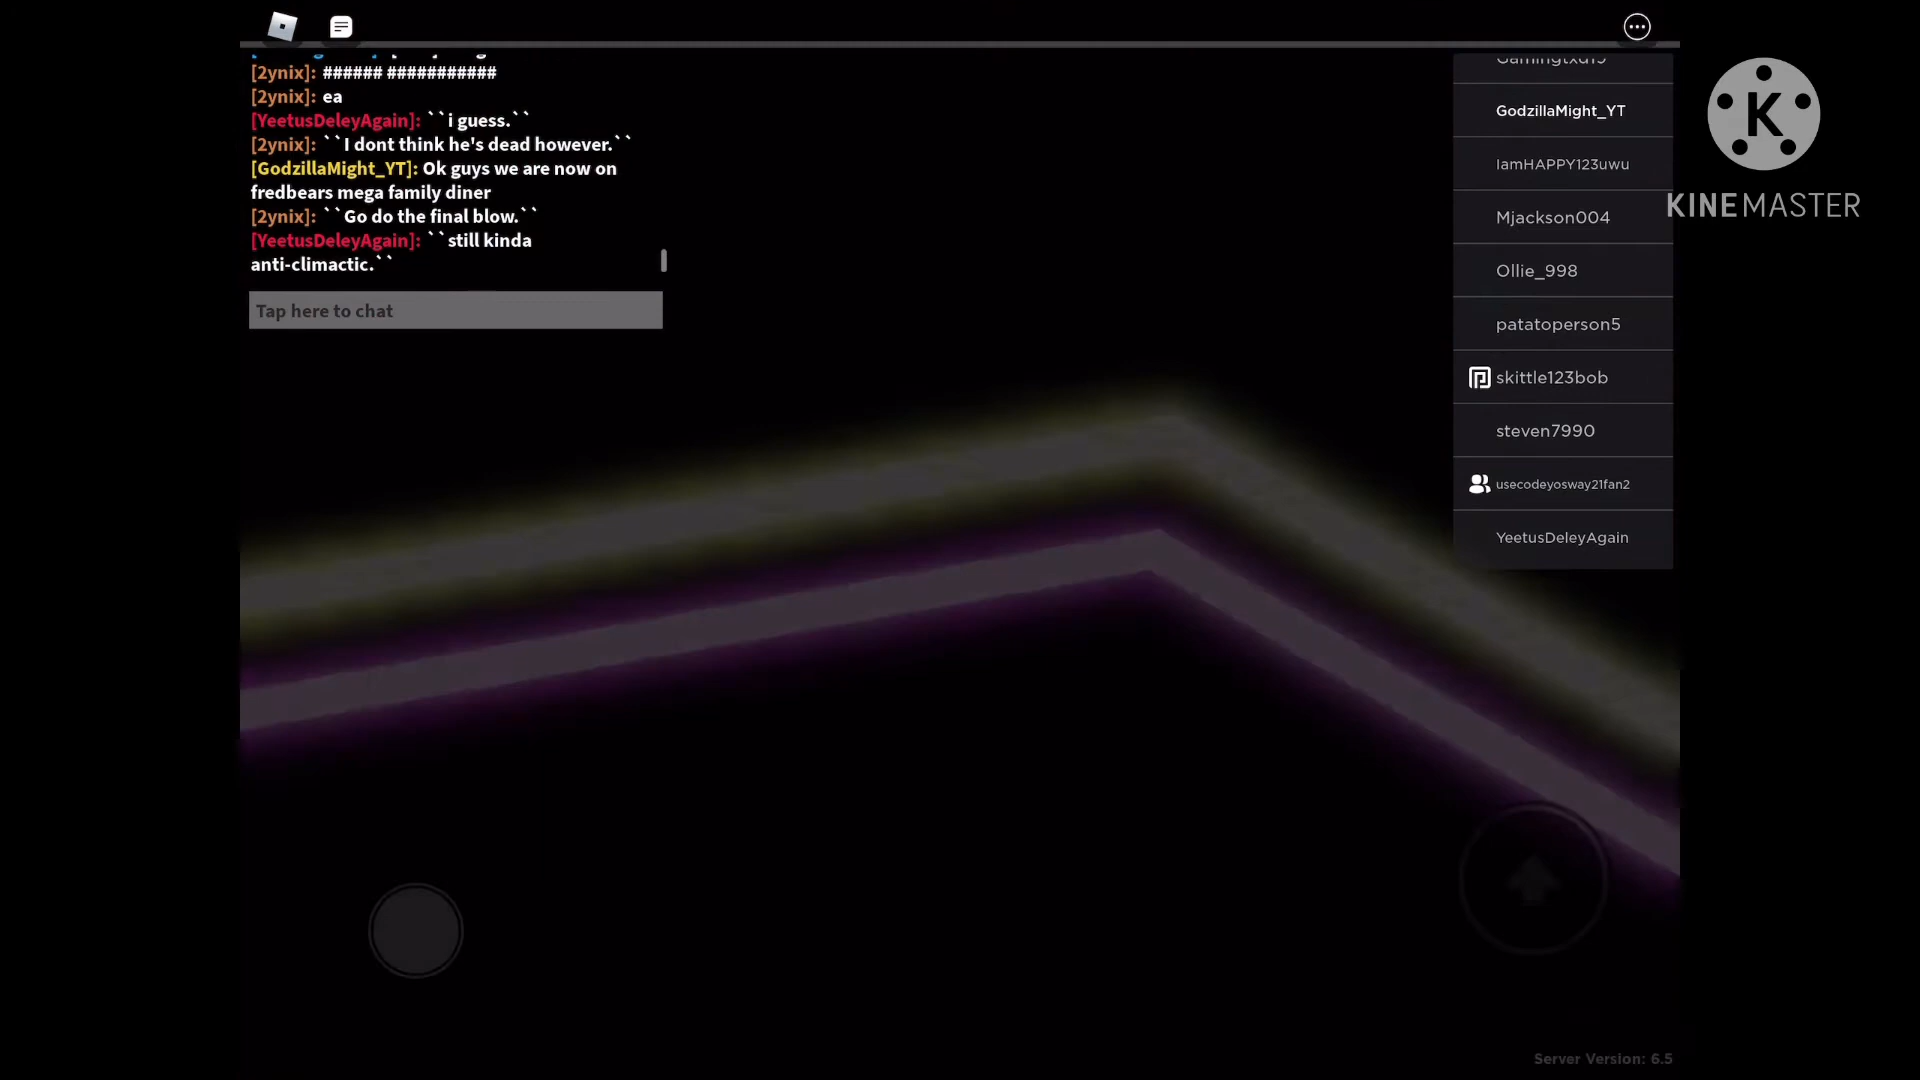 [2ynix]: ###### ###########
[2ynix]: ea
[YeetusDeleyAgain]: ``i guess.``
[2ynix]: ``I dont think he's dead however.``
[GodzillaMight_YT]: Ok guys we are now on
fredbears mega family diner
[2ynix]: ``Go do the final blow.``
[YeetusDeleyAgain]: ``still kinda
anti-climactic.``
Tap here to chat
GodzillaMight_YT
IamHAPPY123uwu
Mjackson004
Ollie_998
patatoperson5
skittle123bob
steven7990
usecodeyosway21fan2
YeetusDeleyAgain
K
KINEMASTER
Server Version: 6.5